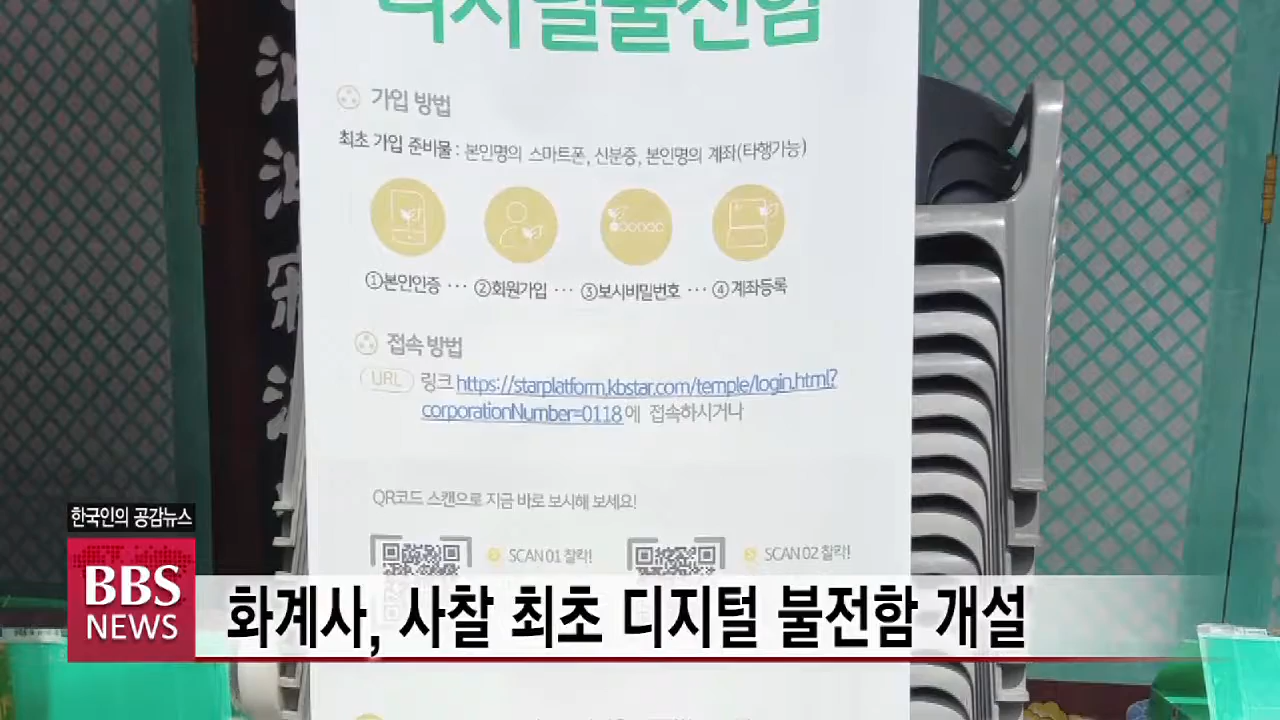 디지털불전함
가입 방법
최초 가입 준비물 : 본인명의 스마트폰, 신분증, 본인명의 계좌(타행가능)
①본인인증 ··· ②회원가입 ··· ③보시비밀번호 ··· ④계좌등록
접속 방법
URL 링크 https://starplatform.kbstar.com/temple/login.html?
corporationNumber=0118에 접속하시거나
QR코드 스캔으로 지금 바로 보시해 보세요!
SCAN 01 찰칵! SCAN 02 찰칵!
한국인의 공감뉴스
BBS
NEWS
화계사, 사찰 최초 디지털 불전함 개설